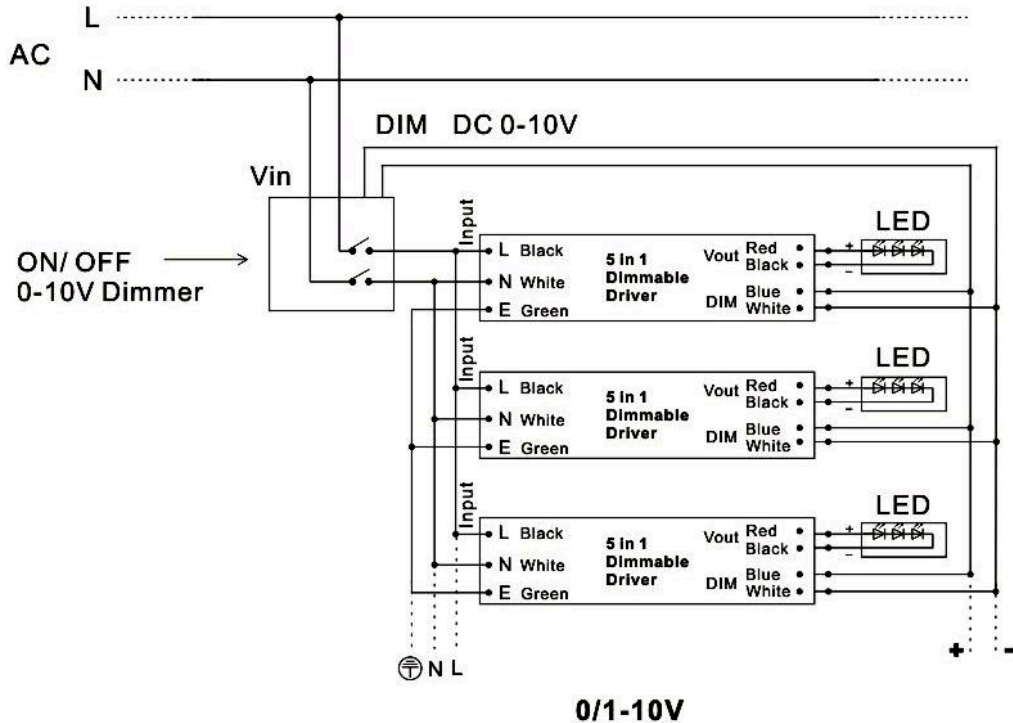 L
AC
N
DIM DC 0-10V
Vin
ON/ OFF
0-10V Dimmer
Input
L Black
N White
E Green
5 in 1
Dimmable
Driver
Vout Red
Black
DIM Blue
White
LED
+
−
Input
L Black
N White
E Green
5 in 1
Dimmable
Driver
Vout Red
Black
DIM Blue
White
LED
+
−
Input
L Black
N White
E Green
5 in 1
Dimmable
Driver
Vout Red
Black
DIM Blue
White
LED
+
−
N L
+ -
0/1-10V